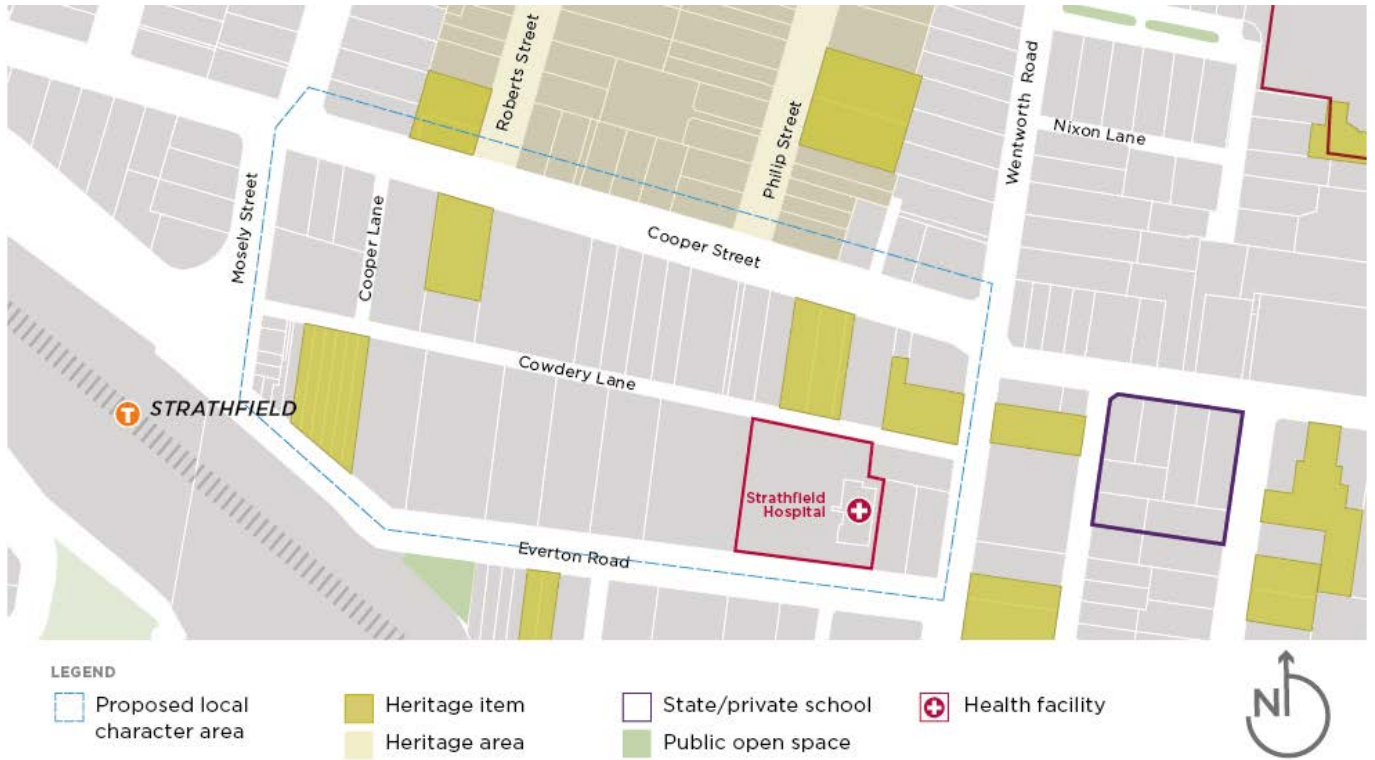 Roberts Street
Philip Street
Wentworth Road
Nixon Lane
Mosely Street
Cooper Lane
Cooper Street
Cowdery Lane
T STRATHFIELD
Strathfield
Hospital
Everton Road
LEGEND
Proposed local
character area
Heritage item
Heritage area
State/private school
Public open space
Health facility
N